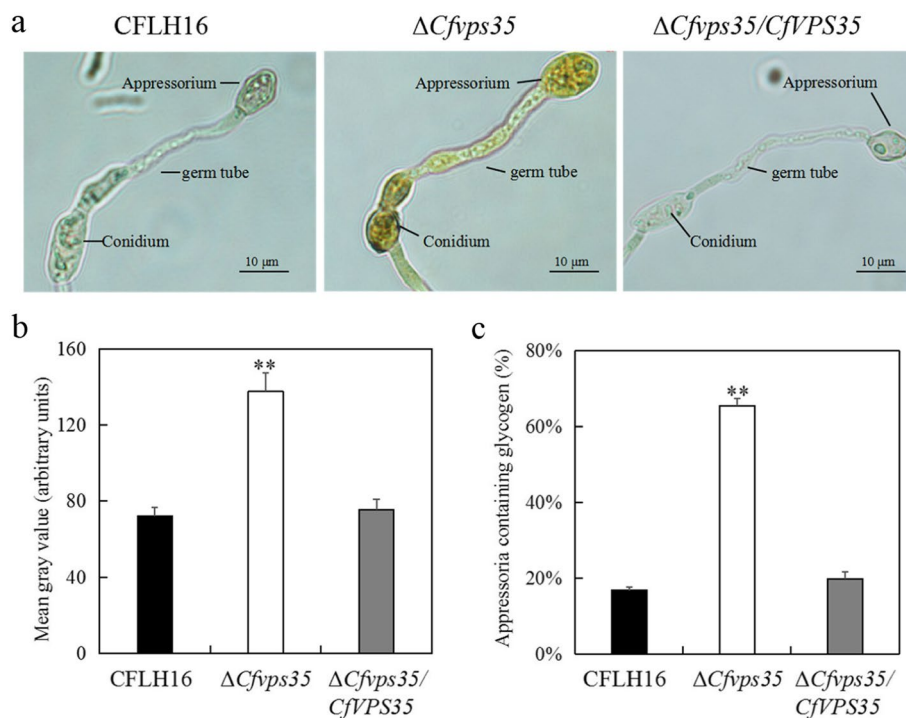 a
CFLH16
ΔCfvps35
ΔCfvps35/CfVPS35
Appressorium
germ tube
Conidium
10 μm
Appressorium
germ tube
Conidium
10 μm
Appressorium
germ tube
Conidium
10 μm
b
Mean gray value (arbitrary units)
160
120
80
40
0
**
CFLH16
ΔCfvps35
ΔCfvps35/
CfVPS35
c
Appressoria containing glycogen (%)
80%
60%
40%
20%
0%
**
CFLH16
ΔCfvps35
ΔCfvps35/
CfVPS35